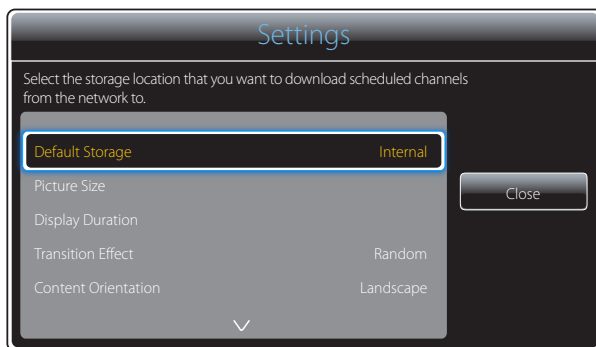 Settings
Select the storage location that you want to download scheduled channels
from the network to.
Default Storage Internal
Picture Size
Close
Display Duration
Transition Effect Random
Content Orientation Landscape